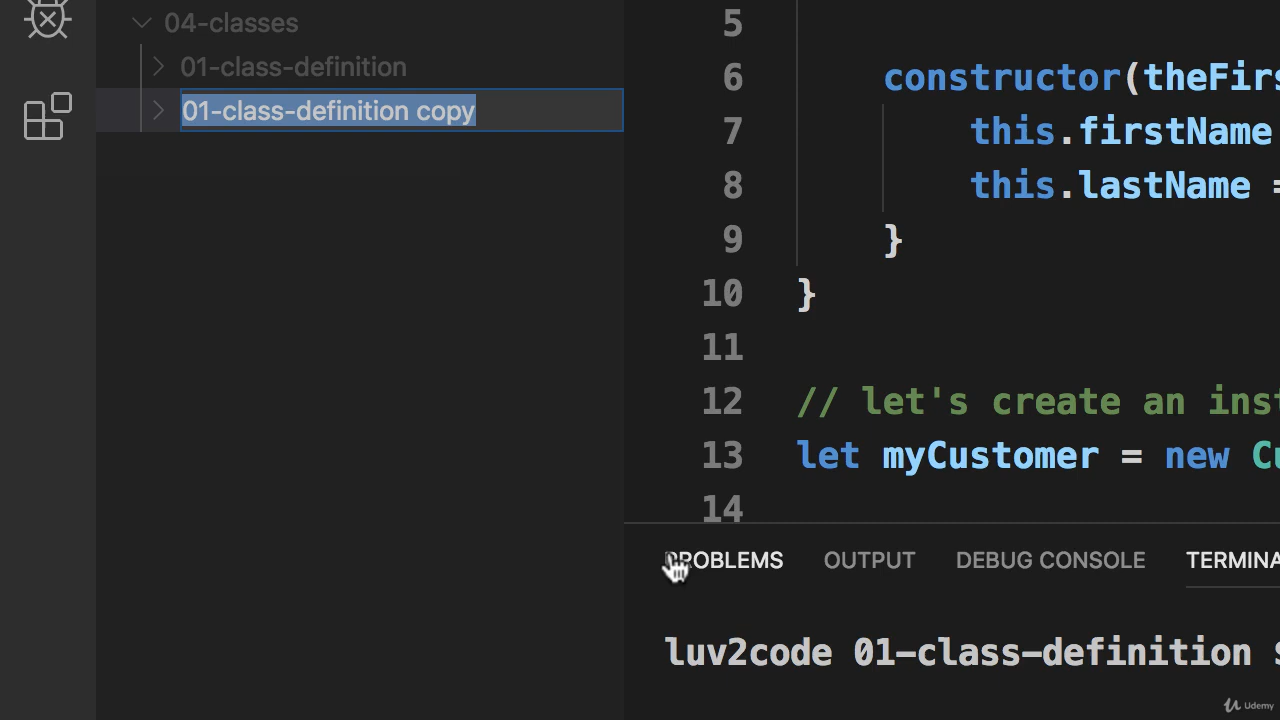 04-classes
01-class-definition
01-class-definition copy
5
6 constructor(theFirs
7 this.firstName
8 this.lastName =
9 }
10 }
11
12 // let's create an inst
13 let myCustomer = new Cu
14
PROBLEMS OUTPUT DEBUG CONSOLE TERMINA
luv2code 01-class-definition $
Udemy